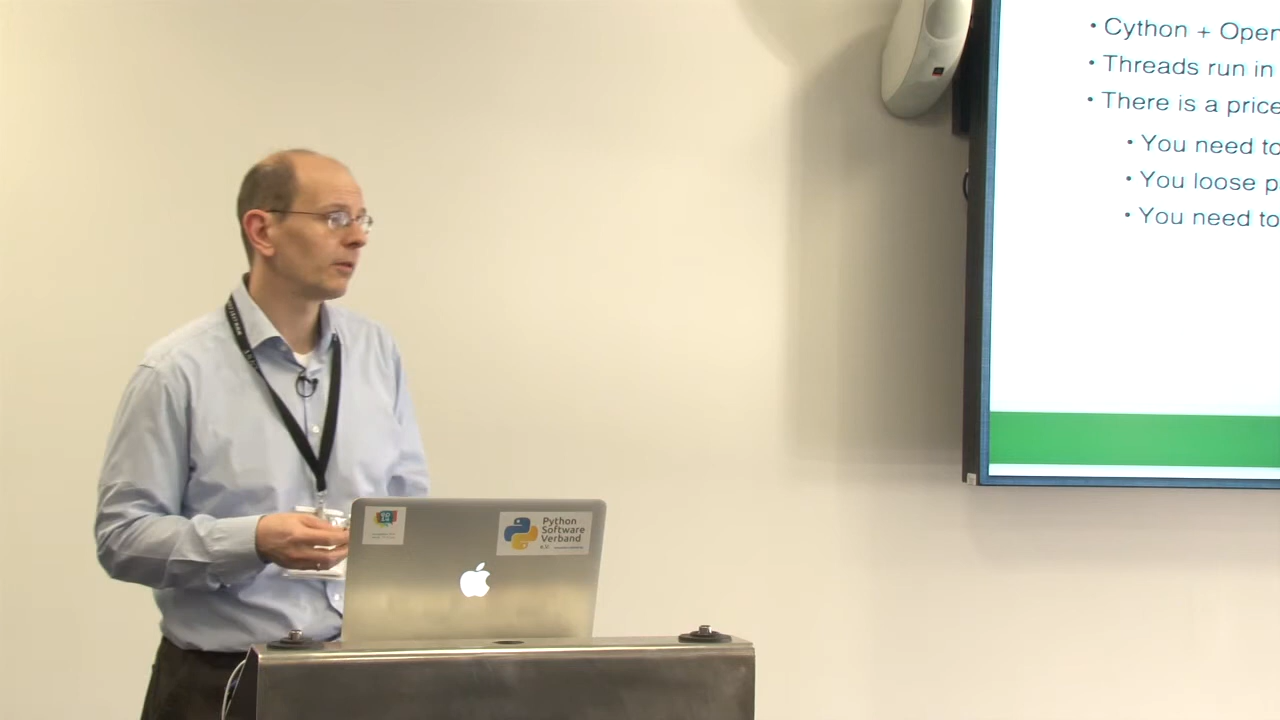 • Cython + Open
• Threads run in
• There is a price
• You need to
• You loose p
• You need to
Python
Software
Verband
e.V.